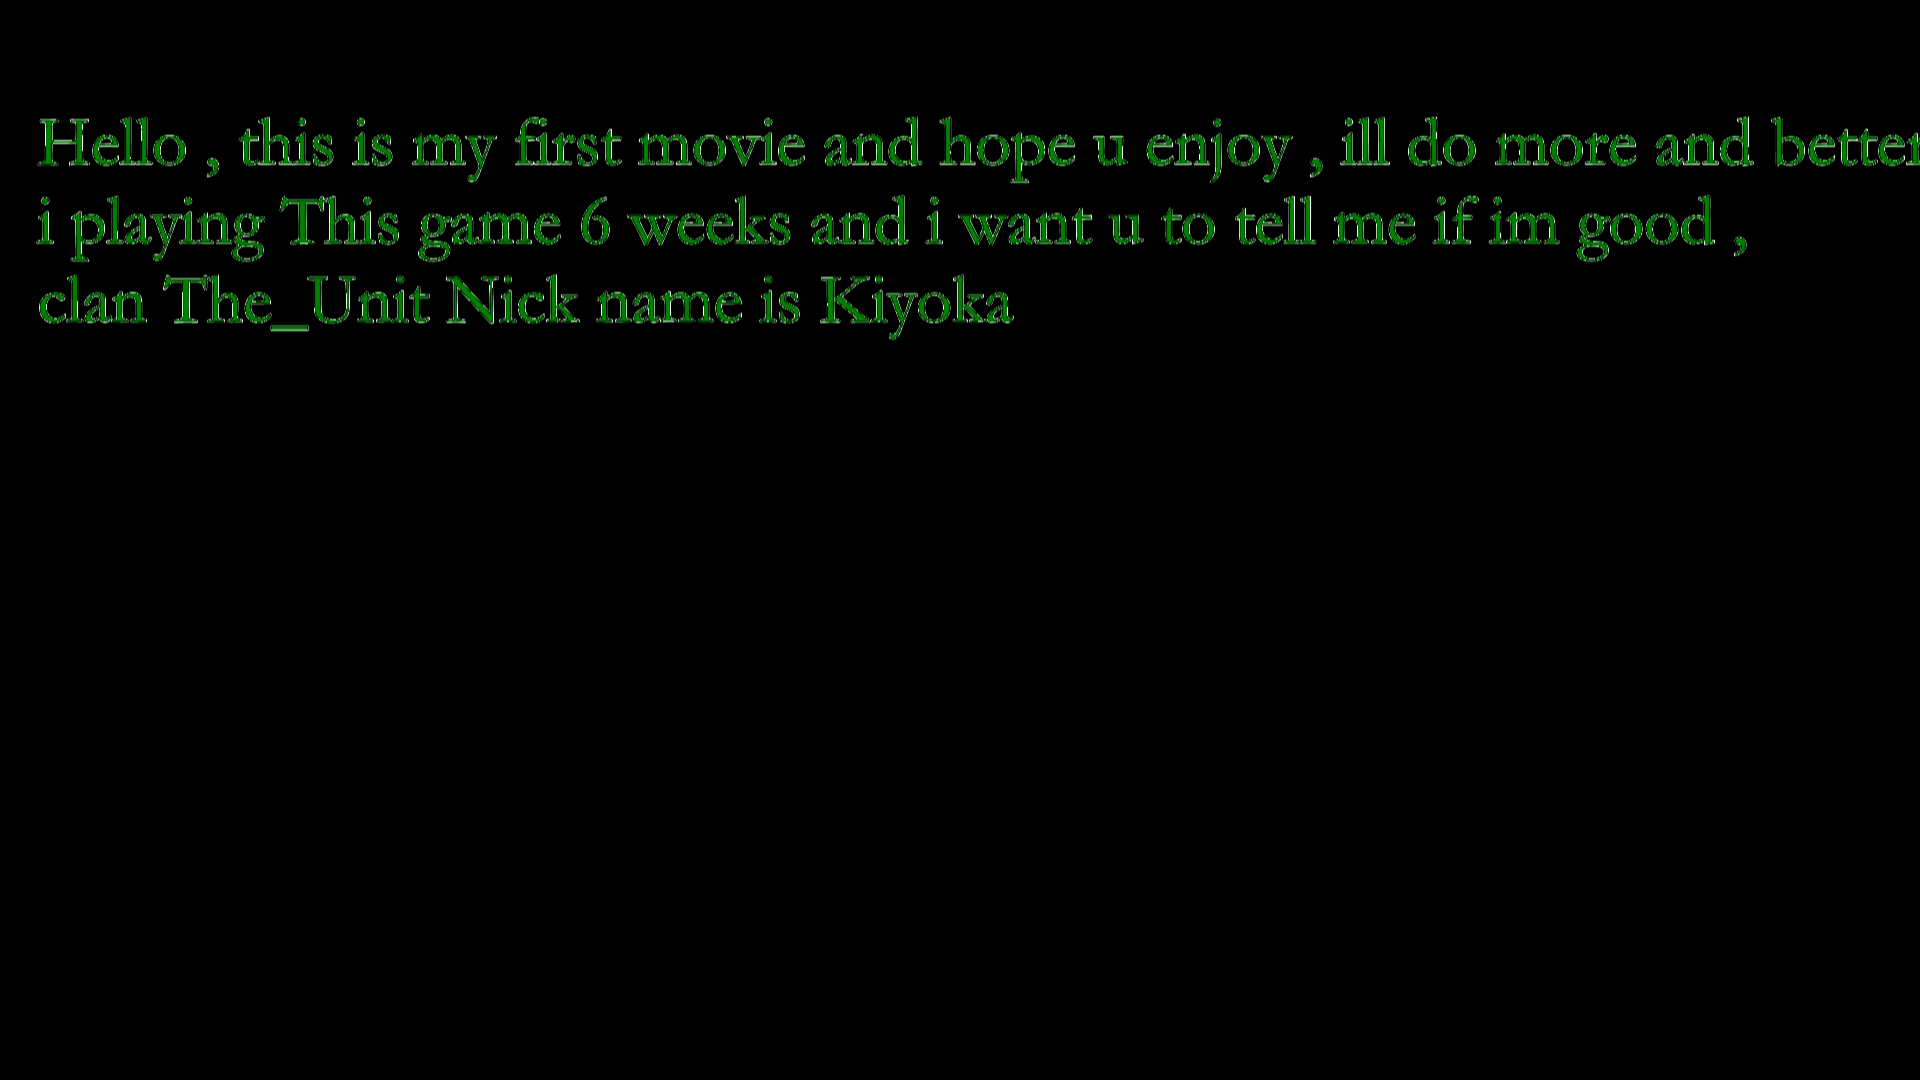 Hello , this is my first movie and hope u enjoy , ill do more and better
i playing This game 6 weeks and i want u to tell me if im good ,
clan The_Unit Nick name is Kiyoka